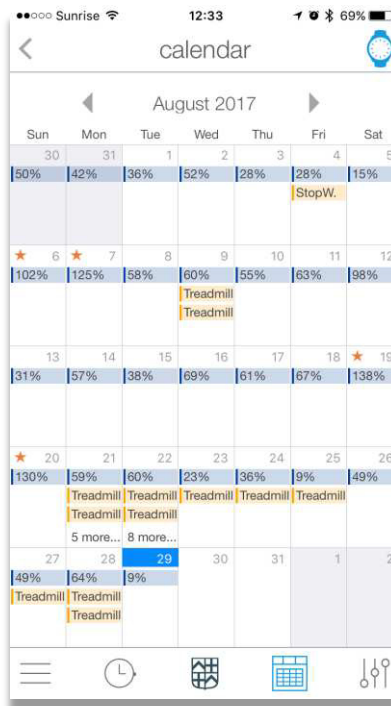 Sunrise 12:33 69%
calendar
August 2017
Sun Mon Tue Wed Thu Fri Sat
30 31 1 2 3 4 5
50% 42% 36% 52% 28% 28% 15%
StopW.
6 7 8 9 10 11 12
102% 125% 58% 60% 55% 63% 98%
Treadmill
Treadmill
13 14 15 16 17 18 19
31% 57% 38% 69% 61% 67% 138%
20 21 22 23 24 25 26
130% 59% 60% 23% 36% 9% 49%
Treadmill Treadmill Treadmill Treadmill Treadmill
Treadmill Treadmill
5 more... 8 more...
27 28 29 30 31 1 2
49% 64% 9%
Treadmill Treadmill
Treadmill